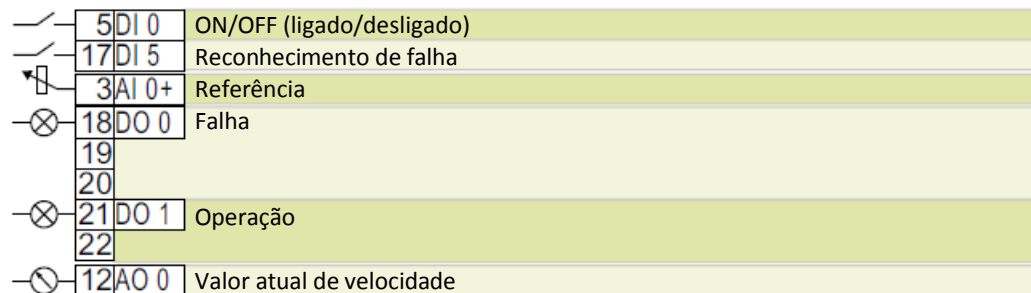 5 DI 0 ON/OFF (ligado/desligado)
17 DI 5 Reconhecimento de falha
3 AI 0+ Referência
18 DO 0 Falha
19
20
21 DO 1 Operação
22
12 AO 0 Valor atual de velocidade